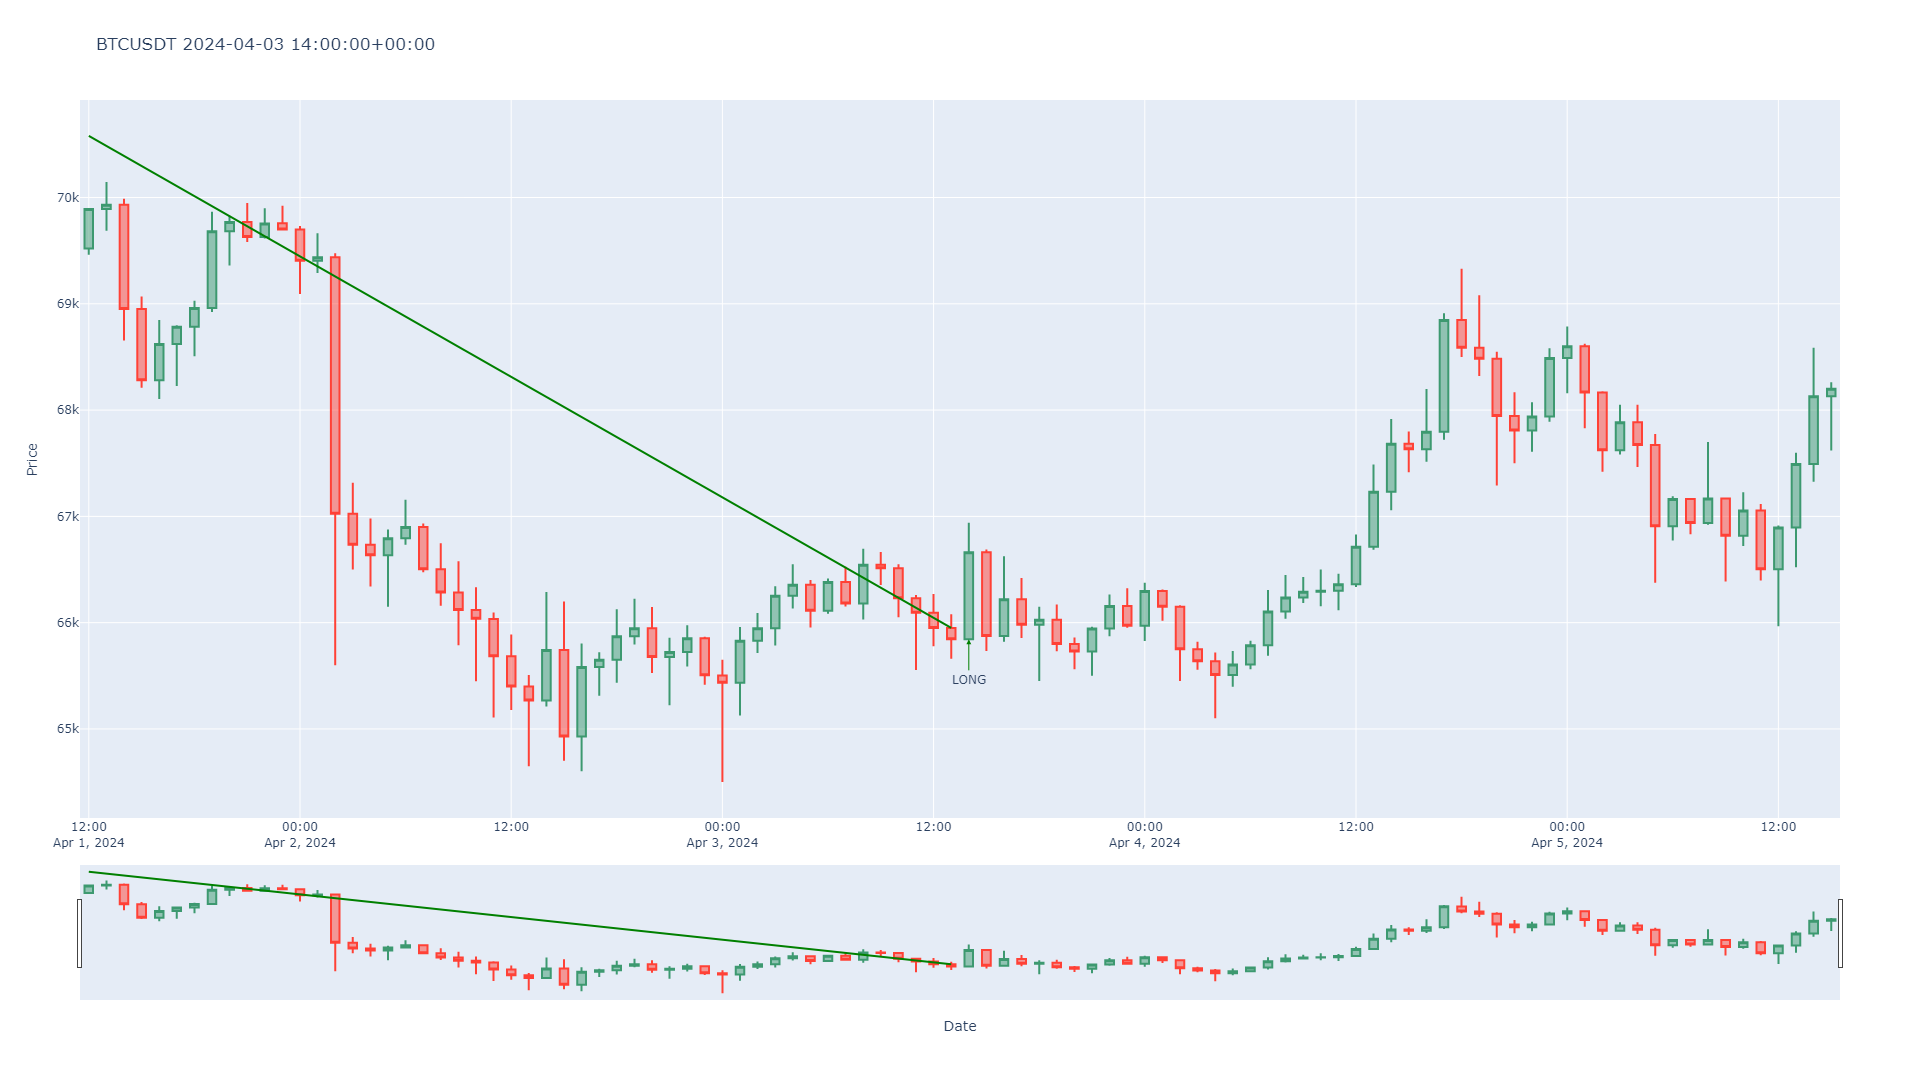 BTCUSDT 2024-04-03 14:00:00+00:00
70k
69k
68k
67k
66k
65k
Price
LONG
12:00 00:00 12:00 00:00 12:00 00:00 12:00 00:00 12:00
Apr 1, 2024 Apr 2, 2024 Apr 3, 2024 Apr 4, 2024 Apr 5, 2024
Date